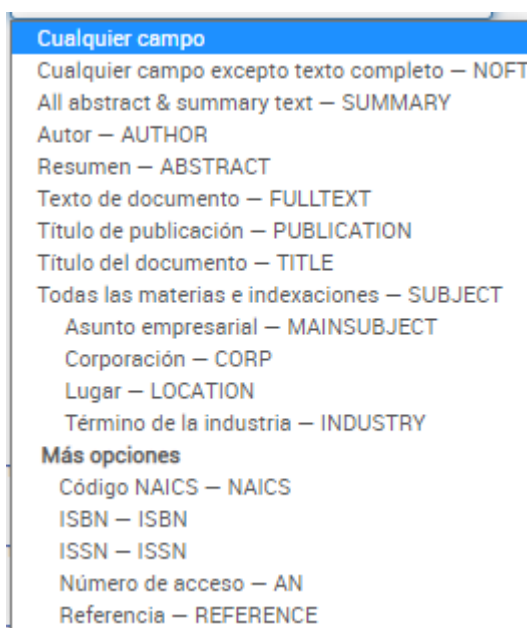 Cualquier campo
Cualquier campo excepto texto completo — NOFT
All abstract & summary text — SUMMARY
Autor — AUTHOR
Resumen — ABSTRACT
Texto de documento — FULLTEXT
Título de publicación — PUBLICATION
Título del documento — TITLE
Todas las materias e indexaciones — SUBJECT
Asunto empresarial — MAINSUBJECT
Corporación — CORP
Lugar — LOCATION
Término de la industria — INDUSTRY
Más opciones
Código NAICS — NAICS
ISBN — ISBN
ISSN — ISSN
Número de acceso — AN
Referencia — REFERENCE